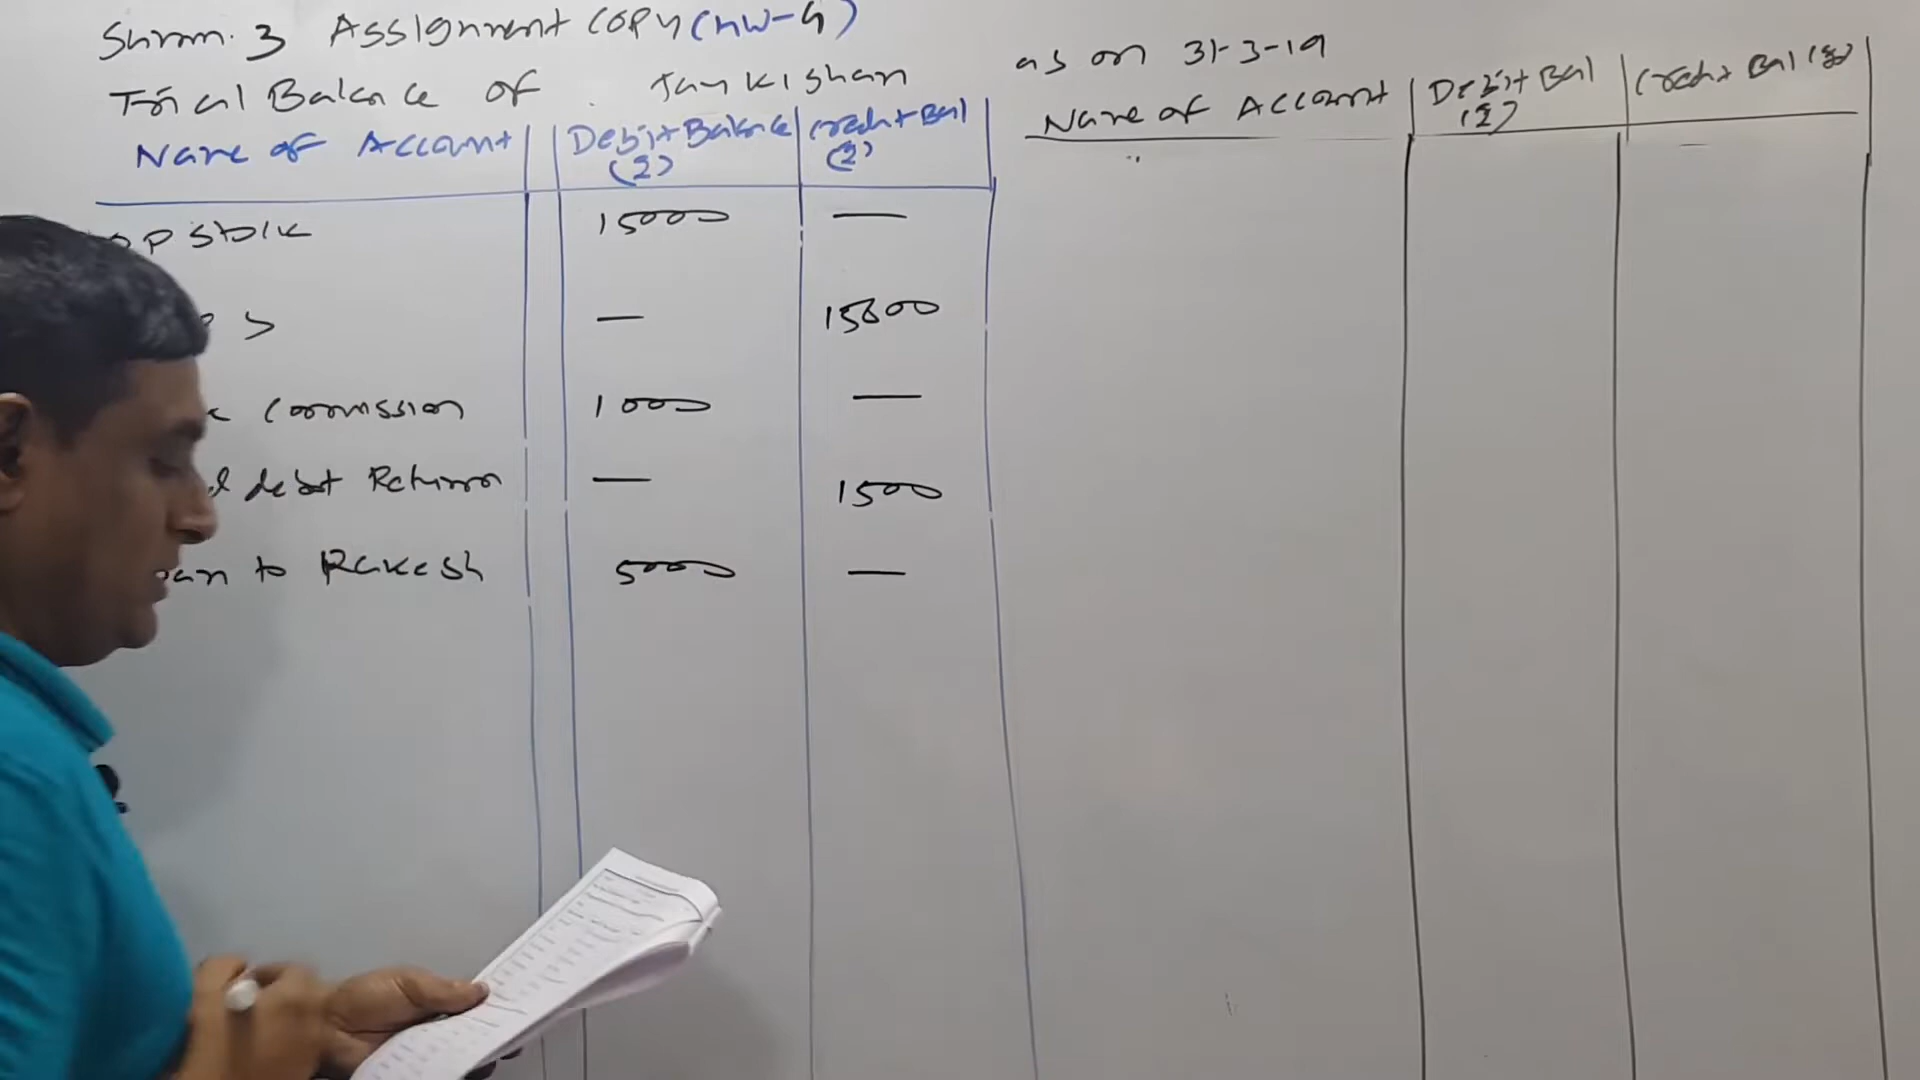 Smm. 3 Assignment copy (HW-4)
Trial Balance of Jaykishan as on 31-3-19
Name of Account Debit Balance (₹) Credit Bal (₹)
Name of Account Debit Bal (₹) Credit Bal (₹)
OP Stock 15000 —
— 15800
Commission 1000 —
debt Return — 1500
to Rakesh 5000 —